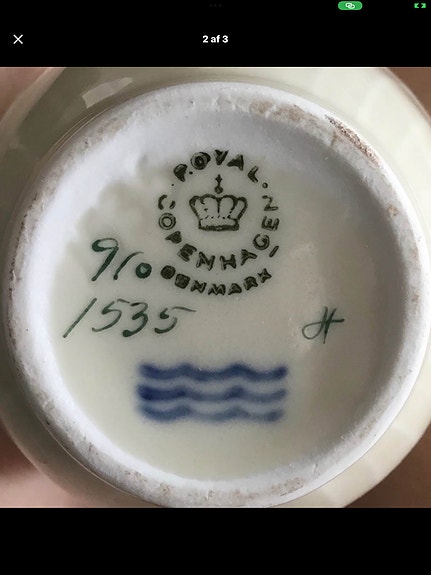 2 af 3
ROYAL COPENHAGEN
DENMARK
910
1535
H